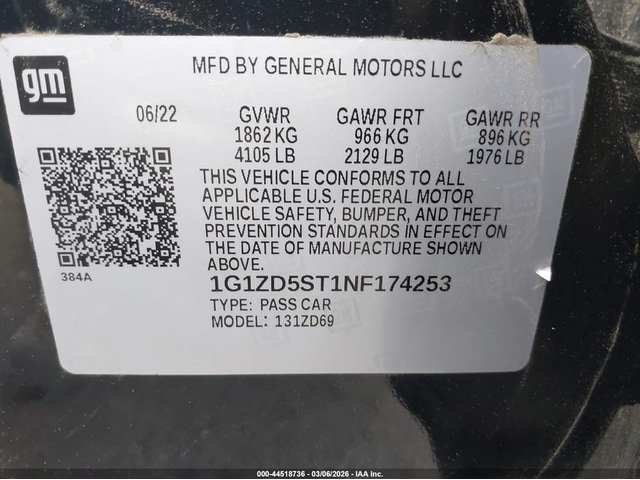 gm
MFD BY GENERAL MOTORS LLC
06/22 GVWR GAWR FRT GAWR RR
1862 KG 966 KG 896 KG
4105 LB 2129 LB 1976 LB
THIS VEHICLE CONFORMS TO ALL
APPLICABLE U.S. FEDERAL MOTOR
VEHICLE SAFETY, BUMPER, AND THEFT
PREVENTION STANDARDS IN EFFECT ON
THE DATE OF MANUFACTURE SHOWN
ABOVE.
384A
1G1ZD5ST1NF174253
TYPE: PASS CAR
MODEL: 131ZD69
000-44518736 - 03/06/2026 - IAA Inc.